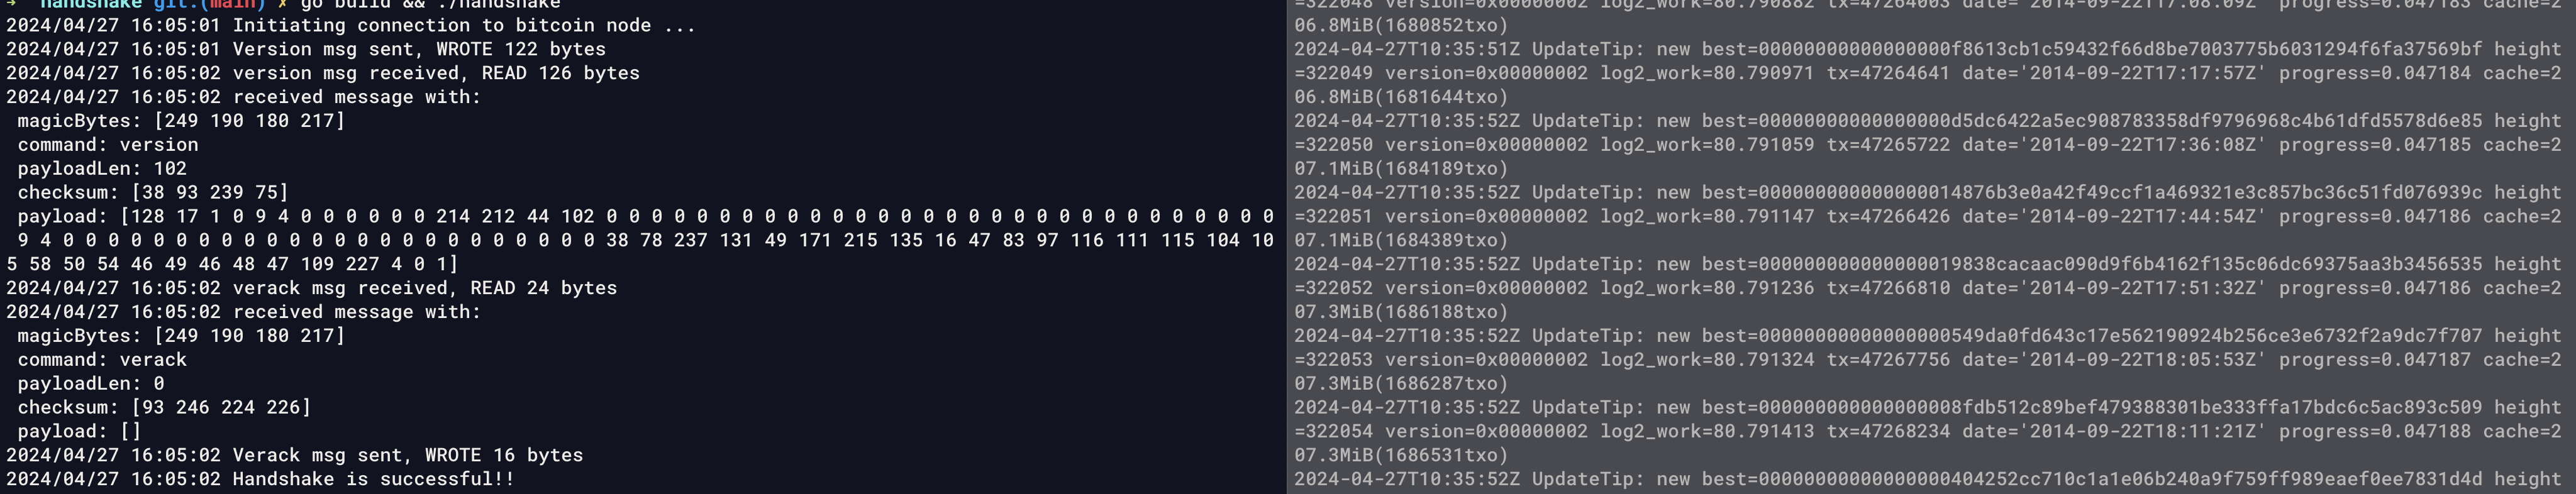 ➜ handshake git:(main) ✗ go build && ./handshake
2024/04/27 16:05:01 Initiating connection to bitcoin node ...
2024/04/27 16:05:01 Version msg sent, WROTE 122 bytes
2024/04/27 16:05:02 version msg received, READ 126 bytes
2024/04/27 16:05:02 received message with:
magicBytes: [249 190 180 217]
command: version
payloadLen: 102
checksum: [38 93 239 75]
payload: [128 17 1 0 9 4 0 0 0 0 0 0 214 212 44 102 0 0 0 0 0 0 0 0 0 0 0 0 0 0 0 0 0 0 0 0 0 0 0 0 0 0 0 0 0 0
9 4 0 0 0 0 0 0 0 0 0 0 0 0 0 0 0 0 0 0 0 0 0 0 0 0 38 78 237 131 49 171 215 135 16 47 83 97 116 111 115 104 10
5 58 50 54 46 49 46 48 47 109 227 4 0 1]
2024/04/27 16:05:02 verack msg received, READ 24 bytes
2024/04/27 16:05:02 received message with:
magicBytes: [249 190 180 217]
command: verack
payloadLen: 0
checksum: [93 246 224 226]
payload: []
2024/04/27 16:05:02 Verack msg sent, WROTE 16 bytes
2024/04/27 16:05:02 Handshake is successful!!
=322048 version=0x00000002 log2_work=80.790882 tx=47264003 date='2014-09-22T17:08:09Z' progress=0.047183 cache=2
06.8MiB(1680852txo)
2024-04-27T10:35:51Z UpdateTip: new best=00000000000000000f8613cb1c59432f66d8be7003775b6031294f6fa37569bf height
=322049 version=0x00000002 log2_work=80.790971 tx=47264641 date='2014-09-22T17:17:57Z' progress=0.047184 cache=2
06.8MiB(1681644txo)
2024-04-27T10:35:52Z UpdateTip: new best=00000000000000000d5dc6422a5ec908783358df9796968c4b61dfd5578d6e85 height
=322050 version=0x00000002 log2_work=80.791059 tx=47265722 date='2014-09-22T17:36:08Z' progress=0.047185 cache=2
07.1MiB(1684189txo)
2024-04-27T10:35:52Z UpdateTip: new best=000000000000000014876b3e0a42f49ccf1a469321e3c857bc36c51fd076939c height
=322051 version=0x00000002 log2_work=80.791147 tx=47266426 date='2014-09-22T17:44:54Z' progress=0.047186 cache=2
07.1MiB(1684389txo)
2024-04-27T10:35:52Z UpdateTip: new best=000000000000000019838cacaac090d9f6b4162f135c06dc69375aa3b3456535 height
=322052 version=0x00000002 log2_work=80.791236 tx=47266810 date='2014-09-22T17:51:32Z' progress=0.047186 cache=2
07.3MiB(1686188txo)
2024-04-27T10:35:52Z UpdateTip: new best=00000000000000000549da0fd643c17e562190924b256ce3e6732f2a9dc7f707 height
=322053 version=0x00000002 log2_work=80.791324 tx=47267756 date='2014-09-22T18:05:53Z' progress=0.047187 cache=2
07.3MiB(1686287txo)
2024-04-27T10:35:52Z UpdateTip: new best=000000000000000008fdb512c89bef479388301be333ffa17bdc6c5ac893c509 height
=322054 version=0x00000002 log2_work=80.791413 tx=47268234 date='2014-09-22T18:11:21Z' progress=0.047188 cache=2
07.3MiB(1686531txo)
2024-04-27T10:35:52Z UpdateTip: new best=00000000000000000404252cc710c1a1e06b240a9f759ff989eaef0ee7831d4d height